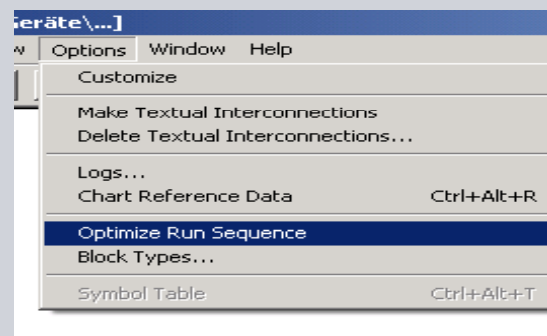 eräte\...]
w Options Window Help
Customize
Make Textual Interconnections
Delete Textual Interconnections...
Logs...
Chart Reference Data Ctrl+Alt+R
Optimize Run Sequence
Block Types...
Symbol Table Ctrl+Alt+T